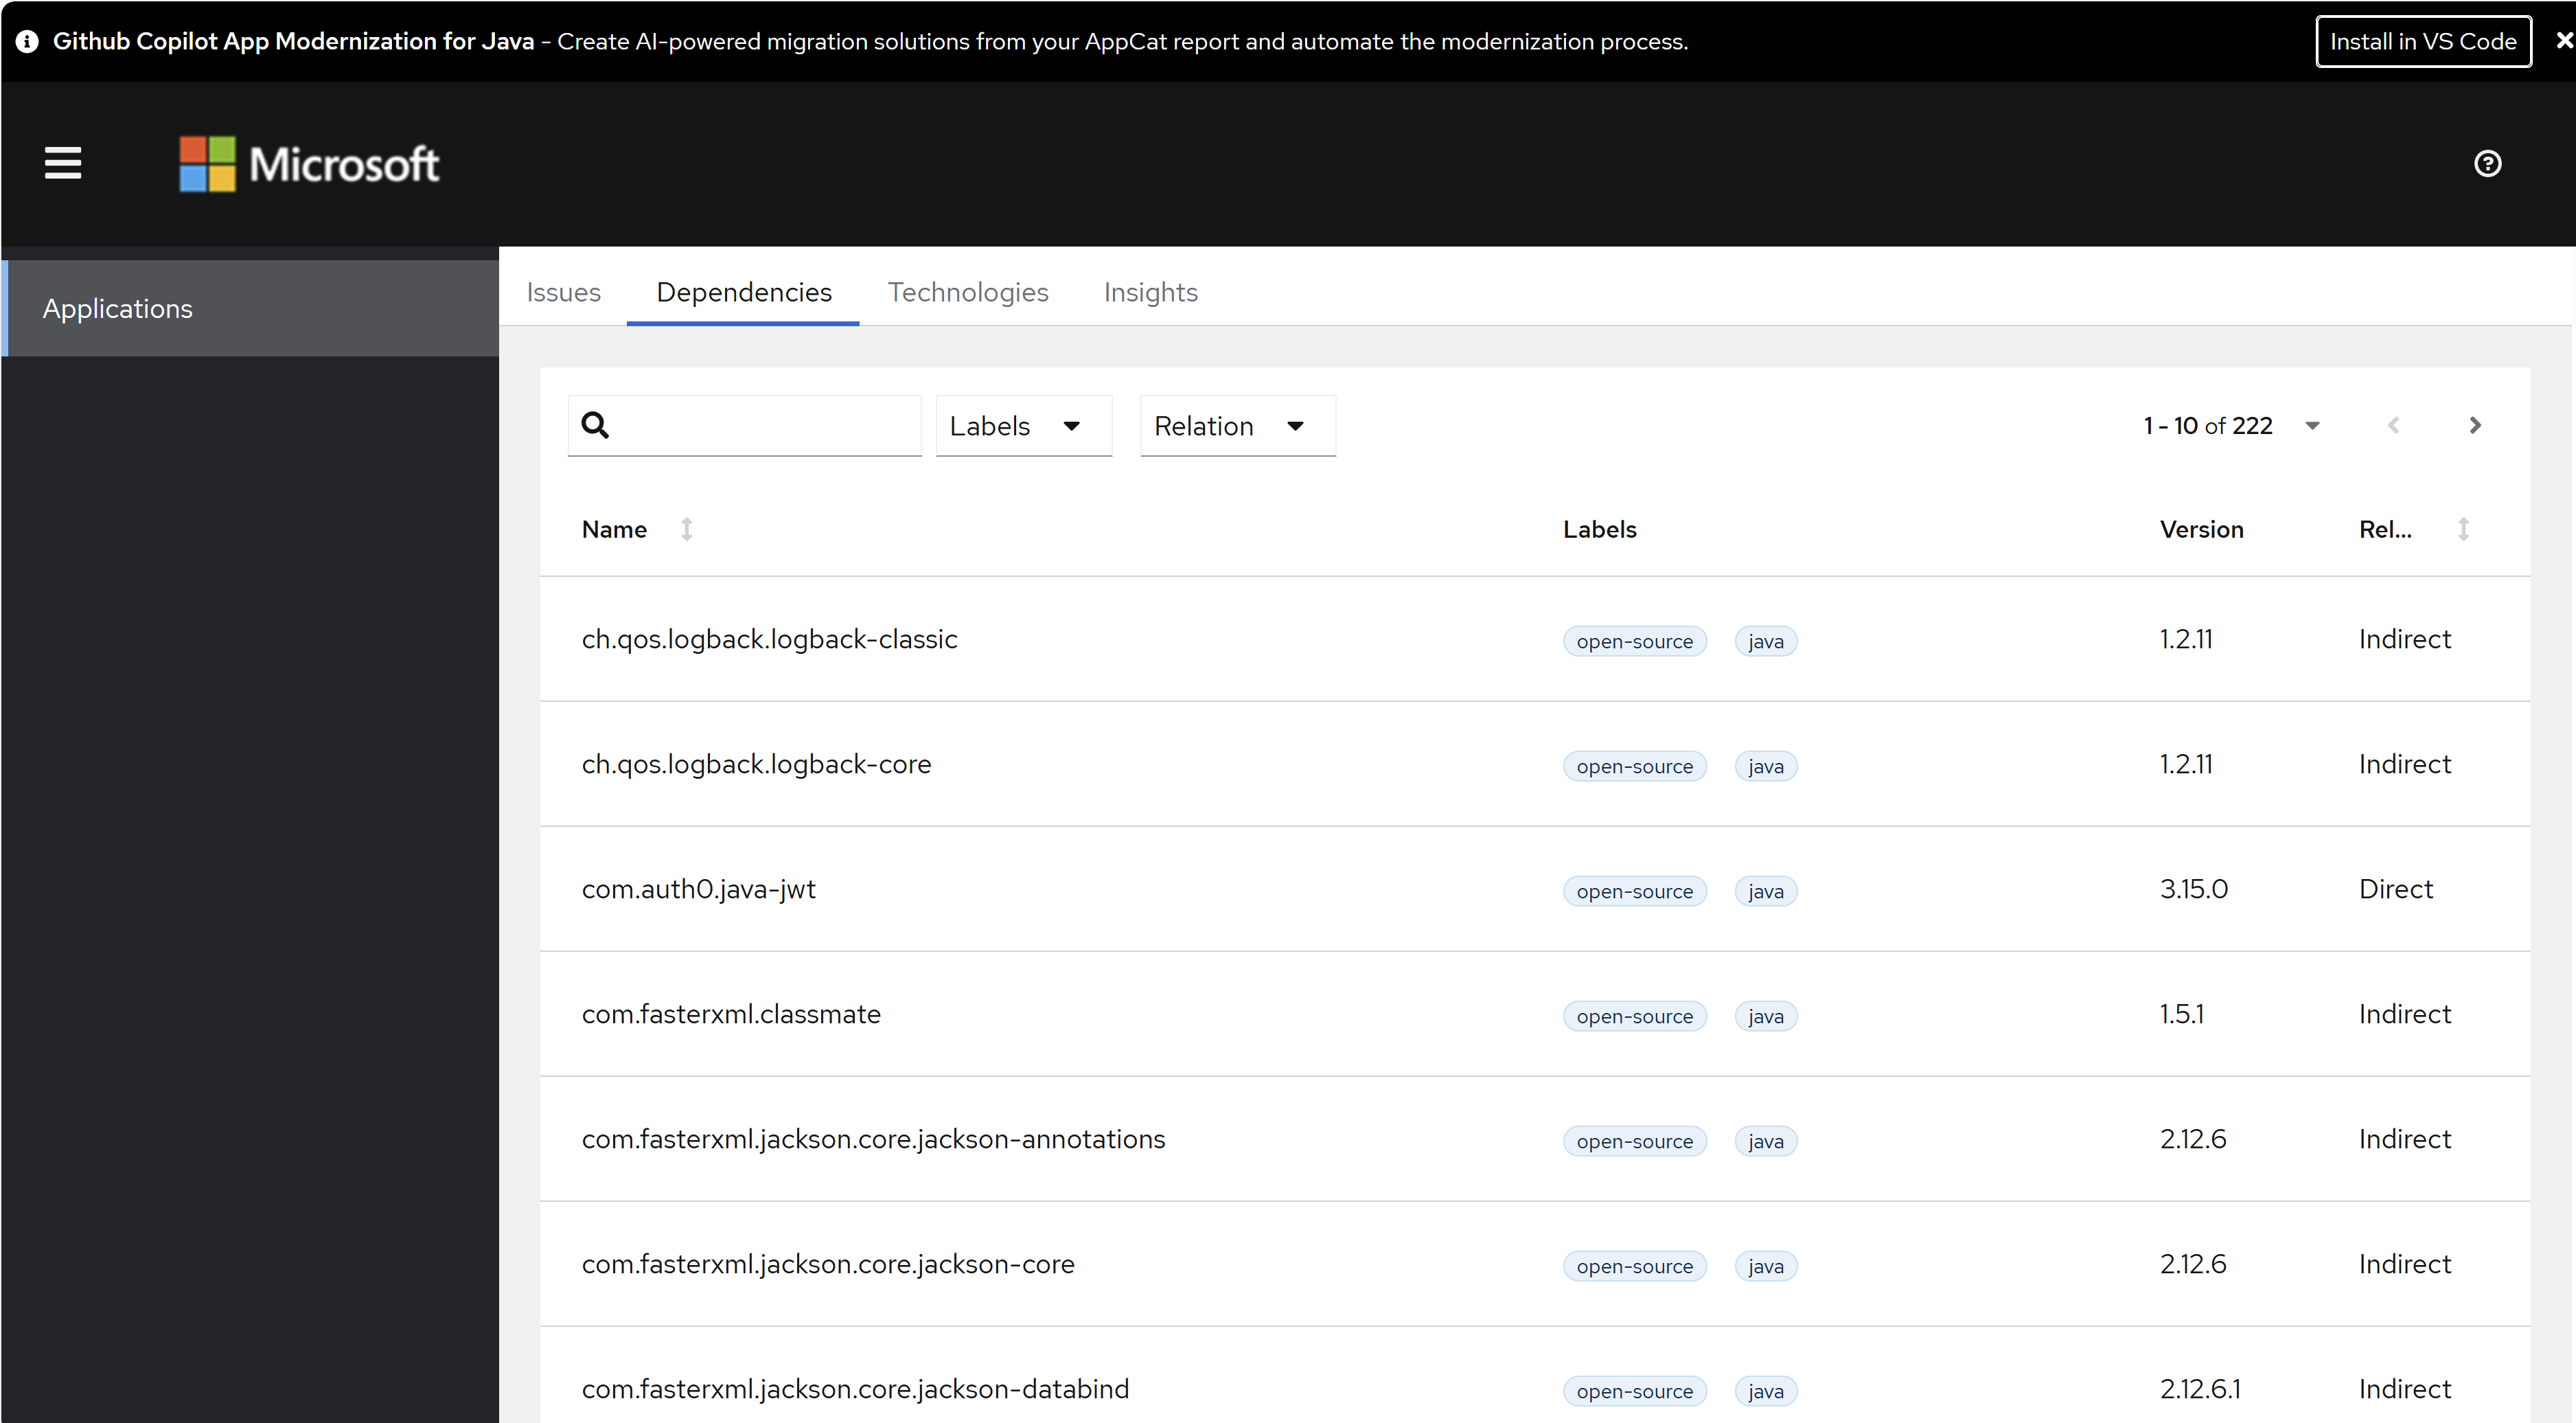 Github Copilot App Modernization for Java - Create AI-powered migration solutions from your AppCat report and automate the modernization process. Install in VS Code
Microsoft
Applications
Issues Dependencies Technologies Insights
Labels Relation 1 - 10 of 222
Name Labels Version Rel...
ch.qos.logback.logback-classic open-source java 1.2.11 Indirect
ch.qos.logback.logback-core open-source java 1.2.11 Indirect
com.auth0.java-jwt open-source java 3.15.0 Direct
com.fasterxml.classmate open-source java 1.5.1 Indirect
com.fasterxml.jackson.core.jackson-annotations open-source java 2.12.6 Indirect
com.fasterxml.jackson.core.jackson-core open-source java 2.12.6 Indirect
com.fasterxml.jackson.core.jackson-databind open-source java 2.12.6.1 Indirect